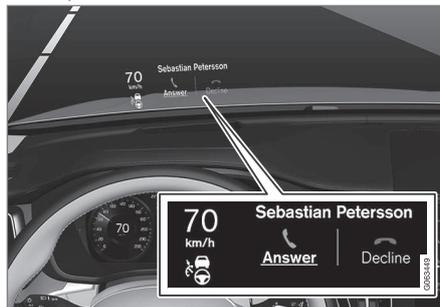 Sebastian Petersson
70
km/h
Answer
Decline
70
70
km/h
Sebastian Petersson
Answer
Decline
G063449